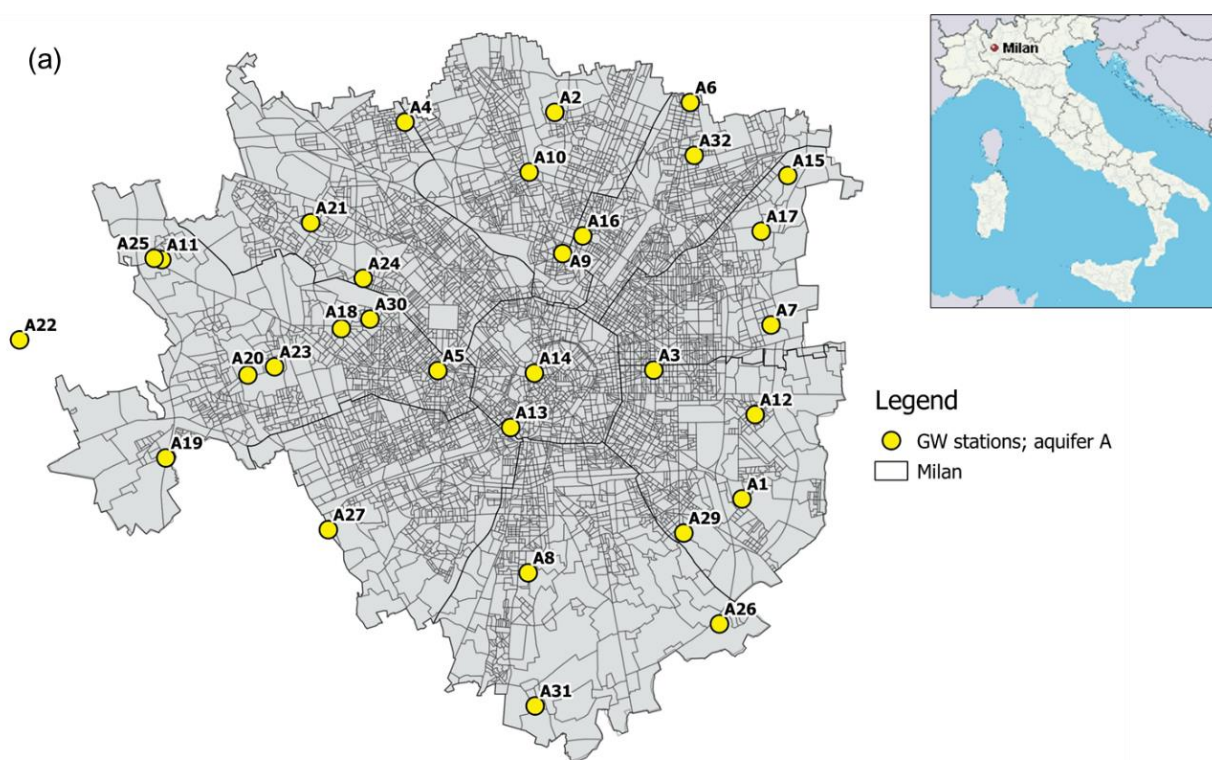 (a)
Milan
A6
A2
A4
A32
A15
A10
A21
A16
A17
A25
A11
A9
A24
A30
A18
A7
A22
A23
A20
A5
A14
A3
Legend
A12
A13
GW stations; aquifer A
A19
Milan
A1
A27
A29
A8
A26
A31